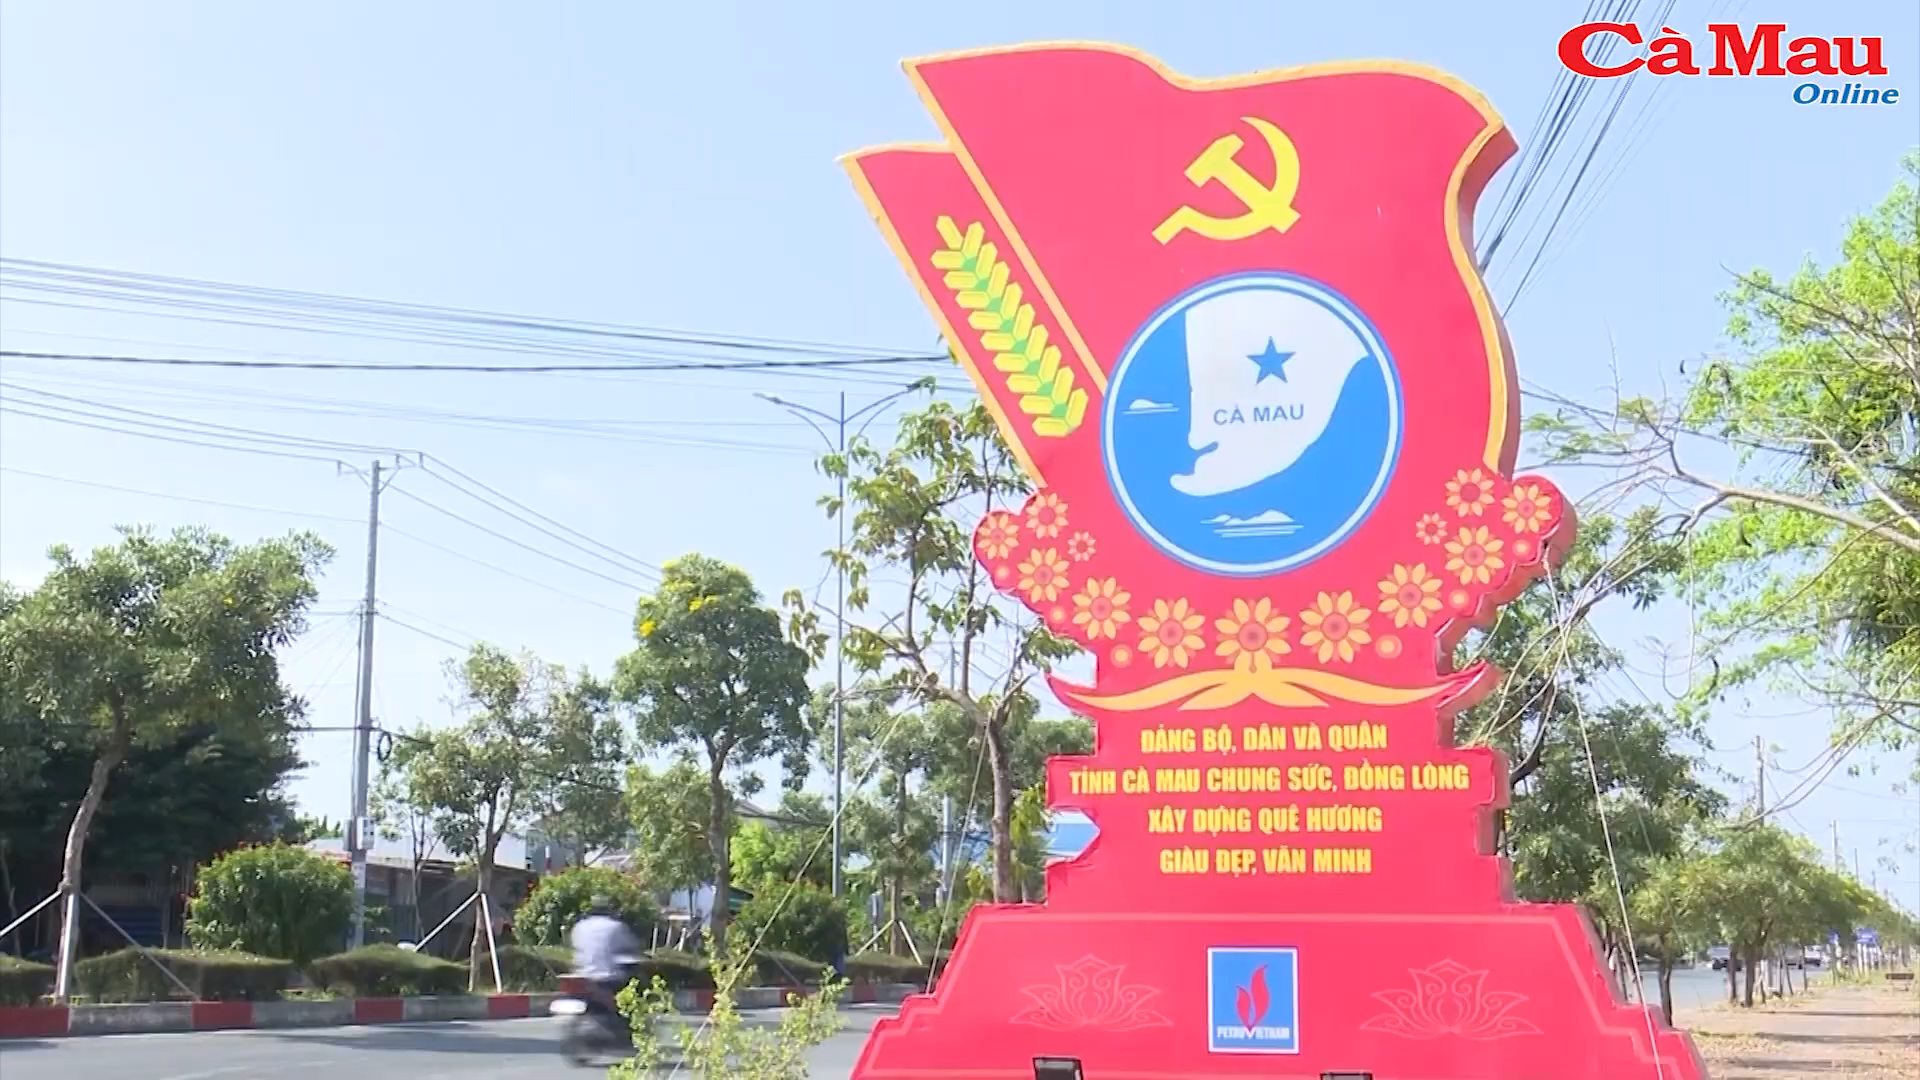 Cà Mau
Online
CÀ MAU
ĐẢNG BỘ, DÂN VÀ QUÂN
TỈNH CÀ MAU CHUNG SỨC, ĐỒNG LÒNG
XÂY DỰNG QUÊ HƯƠNG
GIÀU ĐẸP, VĂN MINH
PETROVIETNAM